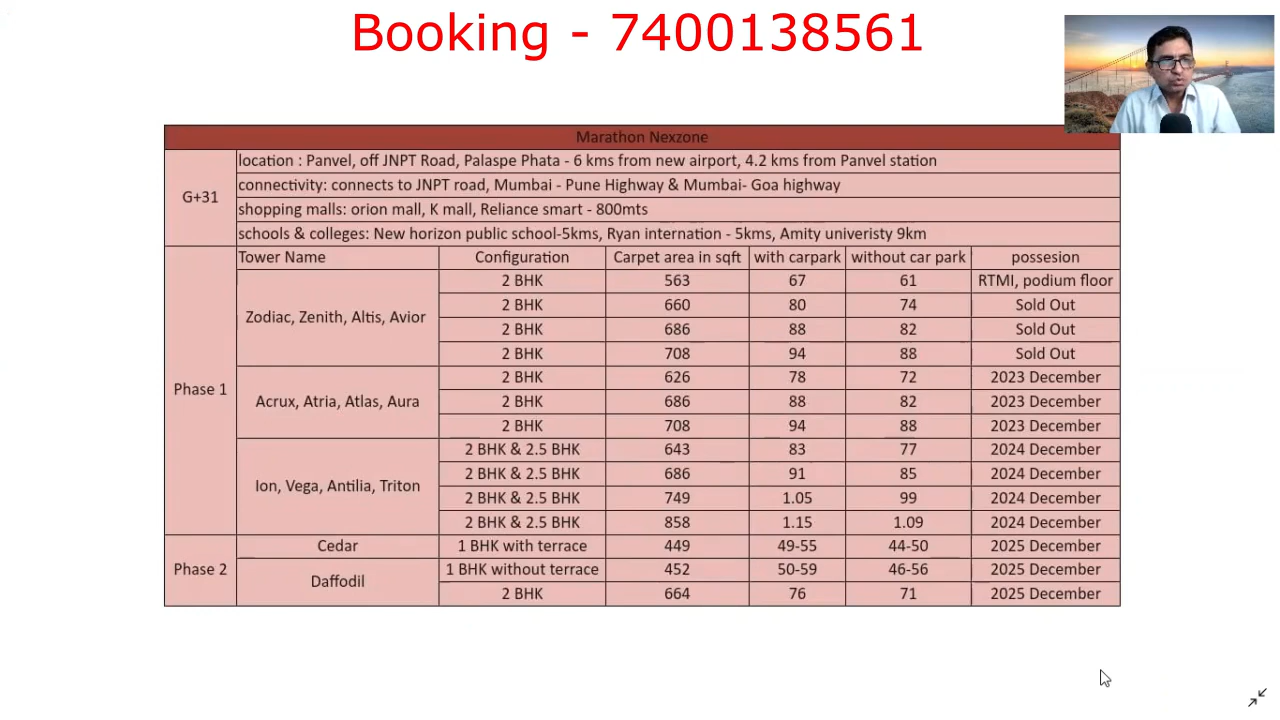 Booking - 7400138561
Marathon Nexzone
G+31
location : Panvel, off JNPT Road, Palaspe Phata - 6 kms from new airport, 4.2 kms from Panvel station
connectivity: connects to JNPT road, Mumbai - Pune Highway & Mumbai- Goa highway
shopping malls: orion mall, K mall, Reliance smart - 800mts
schools & colleges: New horizon public school-5kms, Ryan internation - 5kms, Amity univeristy 9km
Phase 1
Tower Name Configuration Carpet area in sqft with carpark without car park possesion
Zodiac, Zenith, Altis, Avior
2 BHK 563 67 61 RTMI, podium floor
2 BHK 660 80 74 Sold Out
2 BHK 686 88 82 Sold Out
2 BHK 708 94 88 Sold Out
Acrux, Atria, Atlas, Aura
2 BHK 626 78 72 2023 December
2 BHK 686 88 82 2023 December
2 BHK 708 94 88 2023 December
Ion, Vega, Antilia, Triton
2 BHK & 2.5 BHK 643 83 77 2024 December
2 BHK & 2.5 BHK 686 91 85 2024 December
2 BHK & 2.5 BHK 749 1.05 99 2024 December
2 BHK & 2.5 BHK 858 1.15 1.09 2024 December
Phase 2
Cedar 1 BHK with terrace 449 49-55 44-50 2025 December
Daffodil
1 BHK without terrace 452 50-59 46-56 2025 December
2 BHK 664 76 71 2025 December